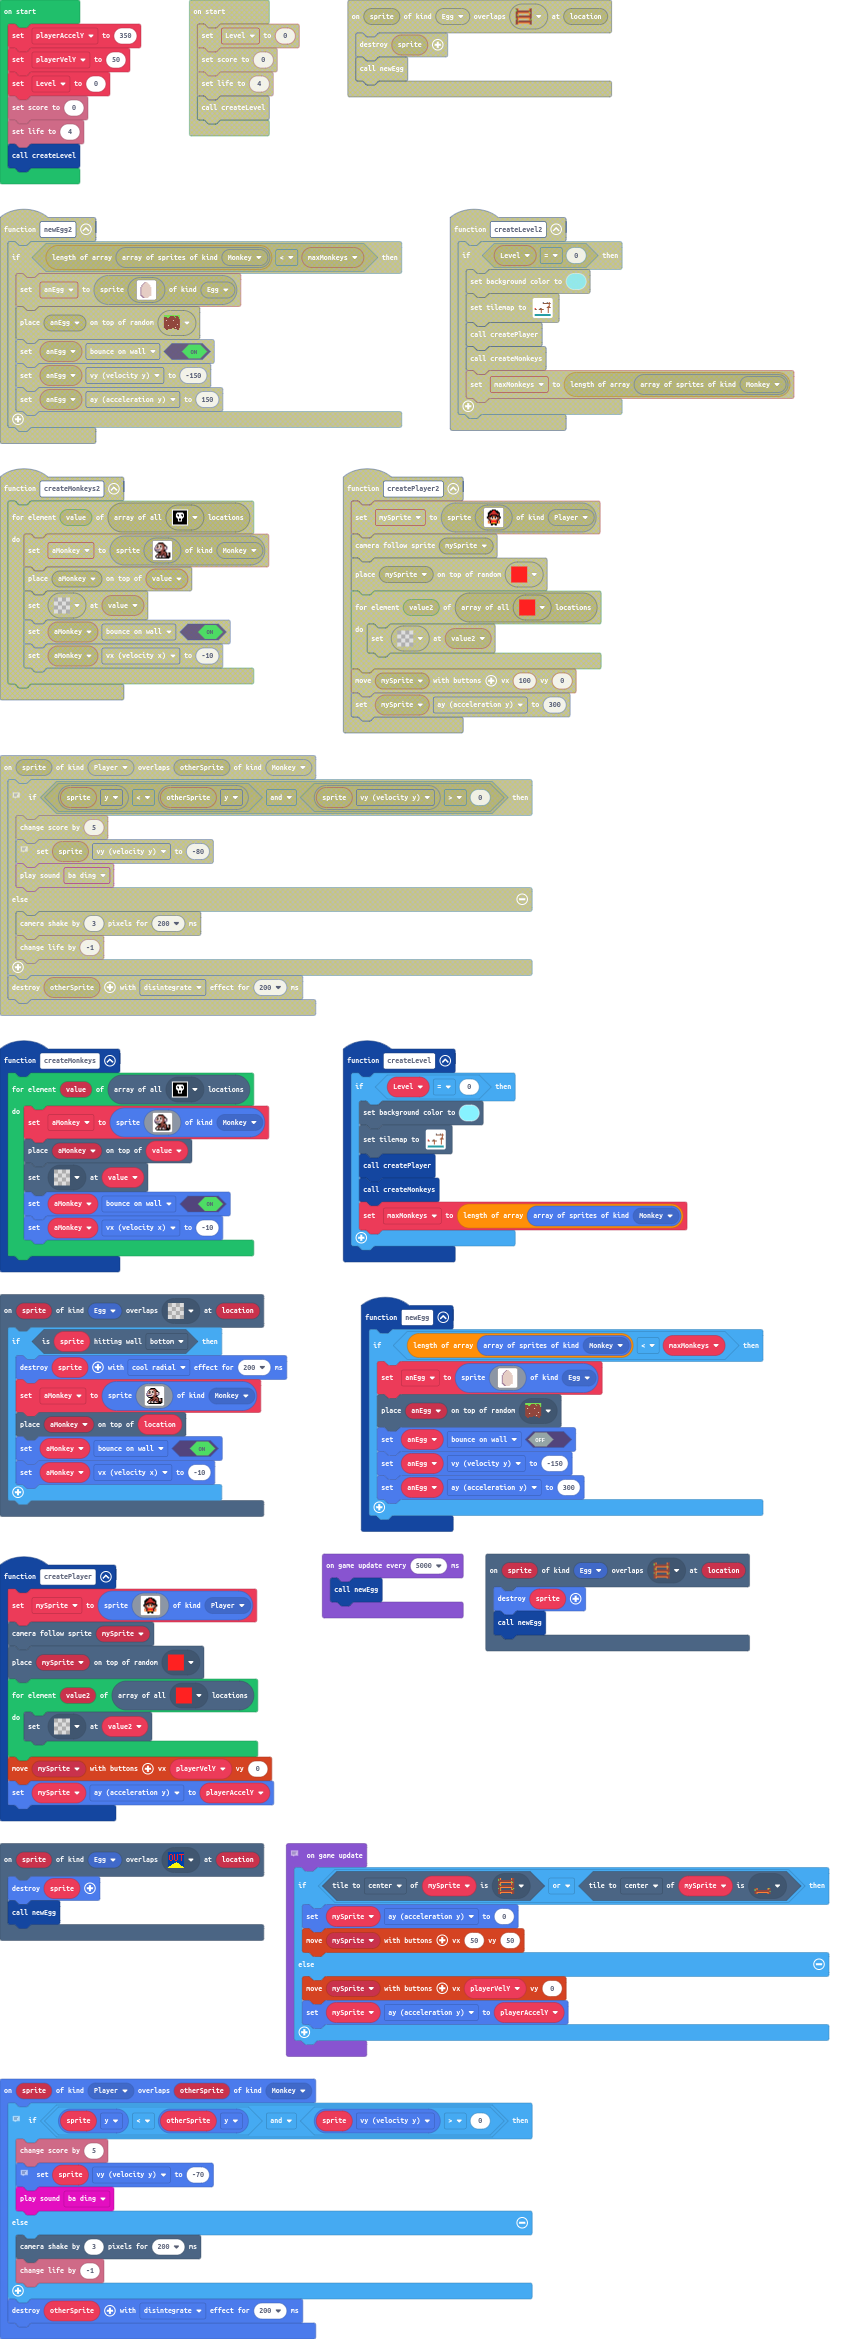 on start
set playerAccelY to 350
set playerVelY to 50
set Level to 0
set score to 0
set life to 4
call createLevel
on start
set Level to 0
set score to 0
set life to 4
call createLevel
on sprite of kind Egg overlaps at location
destroy sprite
call newEgg
function newEgg2
if length of array array of sprites of kind Monkey < maxMonkeys then
set anEgg to sprite of kind Egg
place anEgg on top of random
set anEgg bounce on wall ON
set anEgg vy (velocity y) to -150
set anEgg ay (acceleration y) to 150
function createLevel2
if Level = 0 then
set background color to
set tilemap to
call createPlayer
call createMonkeys
set maxMonkeys to length of array array of sprites of kind Monkey
function createMonkeys2
for element value of array of all locations
do
set aMonkey to sprite of kind Monkey
place aMonkey on top of value
set at value
set aMonkey bounce on wall ON
set aMonkey vx (velocity x) to -10
function createPlayer2
set mySprite to sprite of kind Player
camera follow sprite mySprite
place mySprite on top of random
for element value2 of array of all locations
do
set at value2
move mySprite with buttons vx 100 vy 0
set mySprite ay (acceleration y) to 300
on sprite of kind Player overlaps otherSprite of kind Monkey
if sprite y < otherSprite y and sprite vy (velocity y) > 0 then
change score by 5
set sprite vy (velocity y) to -80
play sound ba ding
else
camera shake by 3 pixels for 200 ms
change life by -1
destroy otherSprite with disintegrate effect for 200 ms
function createMonkeys
for element value of array of all locations
do
set aMonkey to sprite of kind Monkey
place aMonkey on top of value
set at value
set aMonkey bounce on wall ON
set aMonkey vx (velocity x) to -10
function createLevel
if Level = 0 then
set background color to
set tilemap to
call createPlayer
call createMonkeys
set maxMonkeys to length of array array of sprites of kind Monkey
on sprite of kind Egg overlaps at location
if is sprite hitting wall bottom then
destroy sprite with cool radial effect for 200 ms
set aMonkey to sprite of kind Monkey
place aMonkey on top of location
set aMonkey bounce on wall ON
set aMonkey vx (velocity x) to -10
function newEgg
if length of array array of sprites of kind Monkey < maxMonkeys then
set anEgg to sprite of kind Egg
place anEgg on top of random
set anEgg bounce on wall OFF
set anEgg vy (velocity y) to -150
set anEgg ay (acceleration y) to 300
function createPlayer
set mySprite to sprite of kind Player
camera follow sprite mySprite
place mySprite on top of random
for element value2 of array of all locations
do
set at value2
move mySprite with buttons vx playerVelY vy 0
set mySprite ay (acceleration y) to playerAccelY
on game update every 5000 ms
call newEgg
on sprite of kind Egg overlaps at location
destroy sprite
call newEgg
on sprite of kind Egg overlaps OUT at location
destroy sprite
call newEgg
on game update
if tile to center of mySprite is or tile to center of mySprite is then
set mySprite ay (acceleration y) to 0
move mySprite with buttons vx 50 vy 50
else
move mySprite with buttons vx playerVelY vy 0
set mySprite ay (acceleration y) to playerAccelY
on sprite of kind Player overlaps otherSprite of kind Monkey
if sprite y < otherSprite y and sprite vy (velocity y) > 0 then
change score by 5
set sprite vy (velocity y) to -70
play sound ba ding
else
camera shake by 3 pixels for 200 ms
change life by -1
destroy otherSprite with disintegrate effect for 200 ms